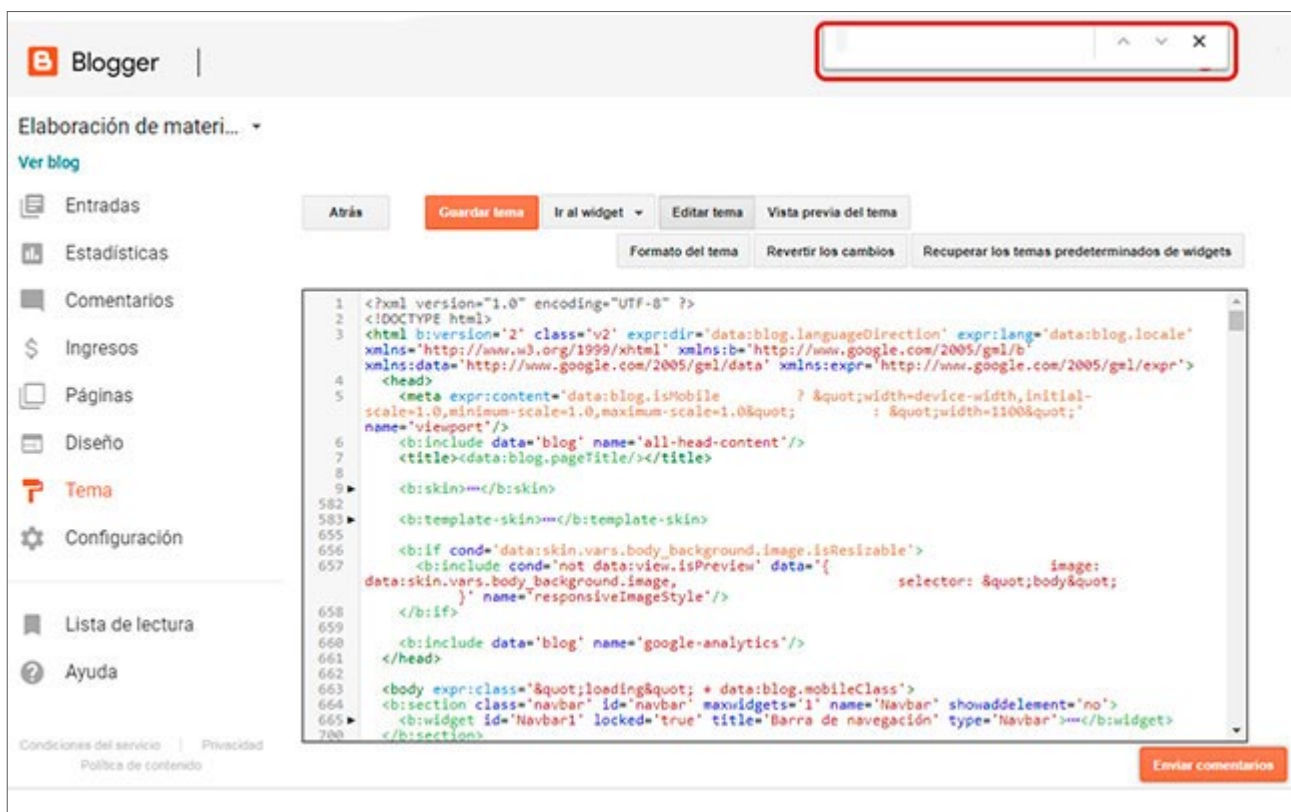 Blogger
Elaboración de materi...
Ver blog
Entradas
Estadísticas
Comentarios
Ingresos
Páginas
Diseño
Tema
Configuración
Lista de lectura
Ayuda
Condiciones del servicio | Privacidad
Política de contenido
Atrás Guardar tema Ir al widget Editar tema Vista previa del tema
Formato del tema Revertir los cambios Recuperar los temas predeterminados de widgets
1 <?xml version="1.0" encoding="UTF-8" ?>
2 <!DOCTYPE html>
3 <html b:version='2' class='v2' expr:dir='data:blog.languageDirection' expr:lang='data:blog.locale'
xmlns='http://www.w3.org/1999/xhtml' xmlns:b='http://www.google.com/2005/gml/b'
xmlns:data='http://www.google.com/2005/gml/data' xmlns:expr='http://www.google.com/2005/gml/expr'>
4 <head>
5 <meta expr:content='data:blog.isMobile ? &quot;width=device-width,initial-
scale=1.0,minimum-scale=1.0,maximum-scale=1.0&quot; : &quot;width=1100&quot;'
name='viewport'/>
6 <b:include data='blog' name='all-head-content'/>
7 <title><data:blog.pageTitle/></title>
8
9 <b:skin>↔</b:skin>
582
583 <b:template-skin>↔</b:template-skin>
655
656 <b:if cond='data:skin.vars.body_background.image.isResizable'>
657 <b:include cond='not data:view.isPreview' data='{ image:
data:skin.vars.body_background.image, selector: &quot;body&quot;
}' name='responsiveImageStyle'/>
658 </b:if>
659
660 <b:include data='blog' name='google-analytics'/>
661 </head>
662
663 <body expr:class='&quot;loading&quot; + data:blog.mobileClass'>
664 <b:section class='navbar' id='navbar' maxwidgets='1' name='Navbar' showaddelement='no'>
665 <b:widget id='Navbar1' locked='true' title='Barra de navegación' type='Navbar'>↔</b:widget>
700 </b:section>
Enviar comentarios